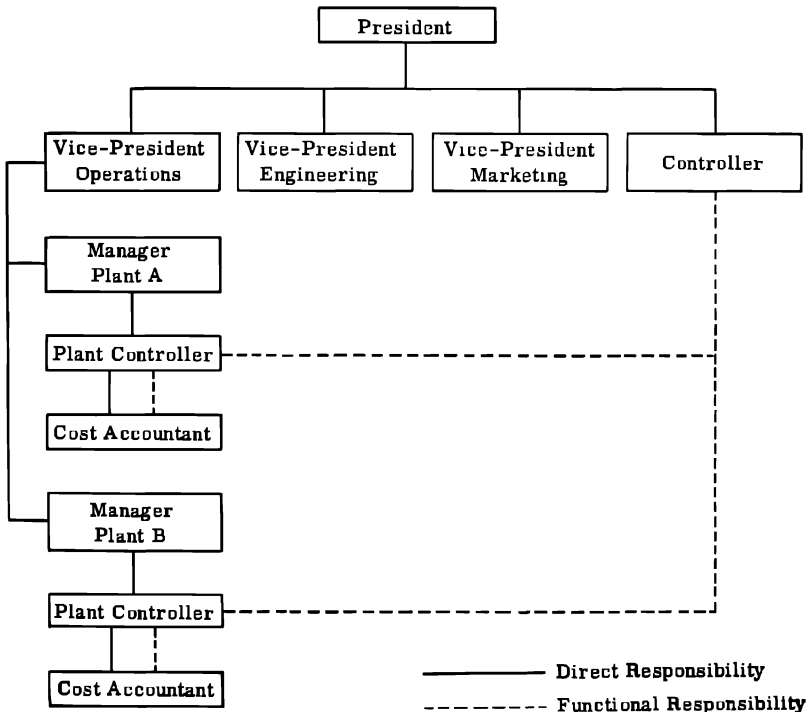 President
Vice-President
Operations
Vice-President
Engineering
Vice-President
Marketing
Controller
Manager
Plant A
Plant Controller
Cost Accountant
Manager
Plant B
Plant Controller
Cost Accountant
Direct Responsibility
Functional Responsibility